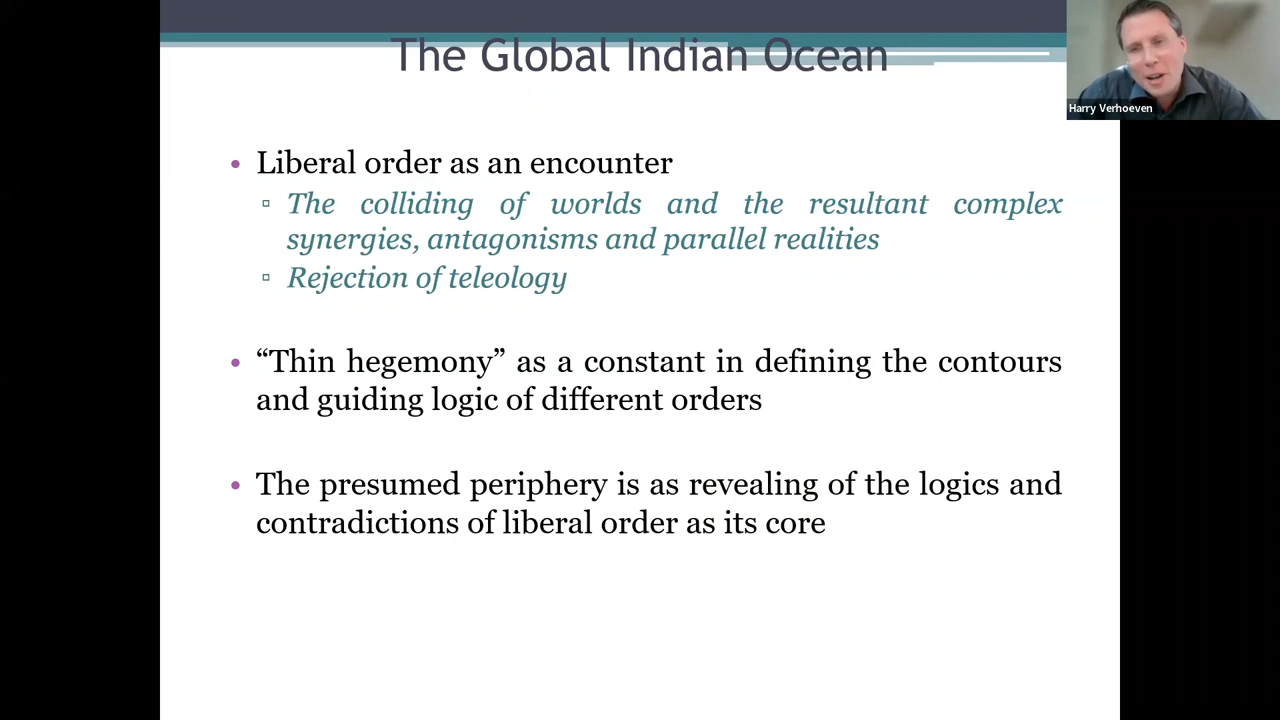 The Global Indian Ocean
Harry Verhoeven
• Liberal order as an encounter
▫ The colliding of worlds and the resultant complex
synergies, antagonisms and parallel realities
▫ Rejection of teleology
• “Thin hegemony” as a constant in defining the contours
and guiding logic of different orders
• The presumed periphery is as revealing of the logics and
contradictions of liberal order as its core